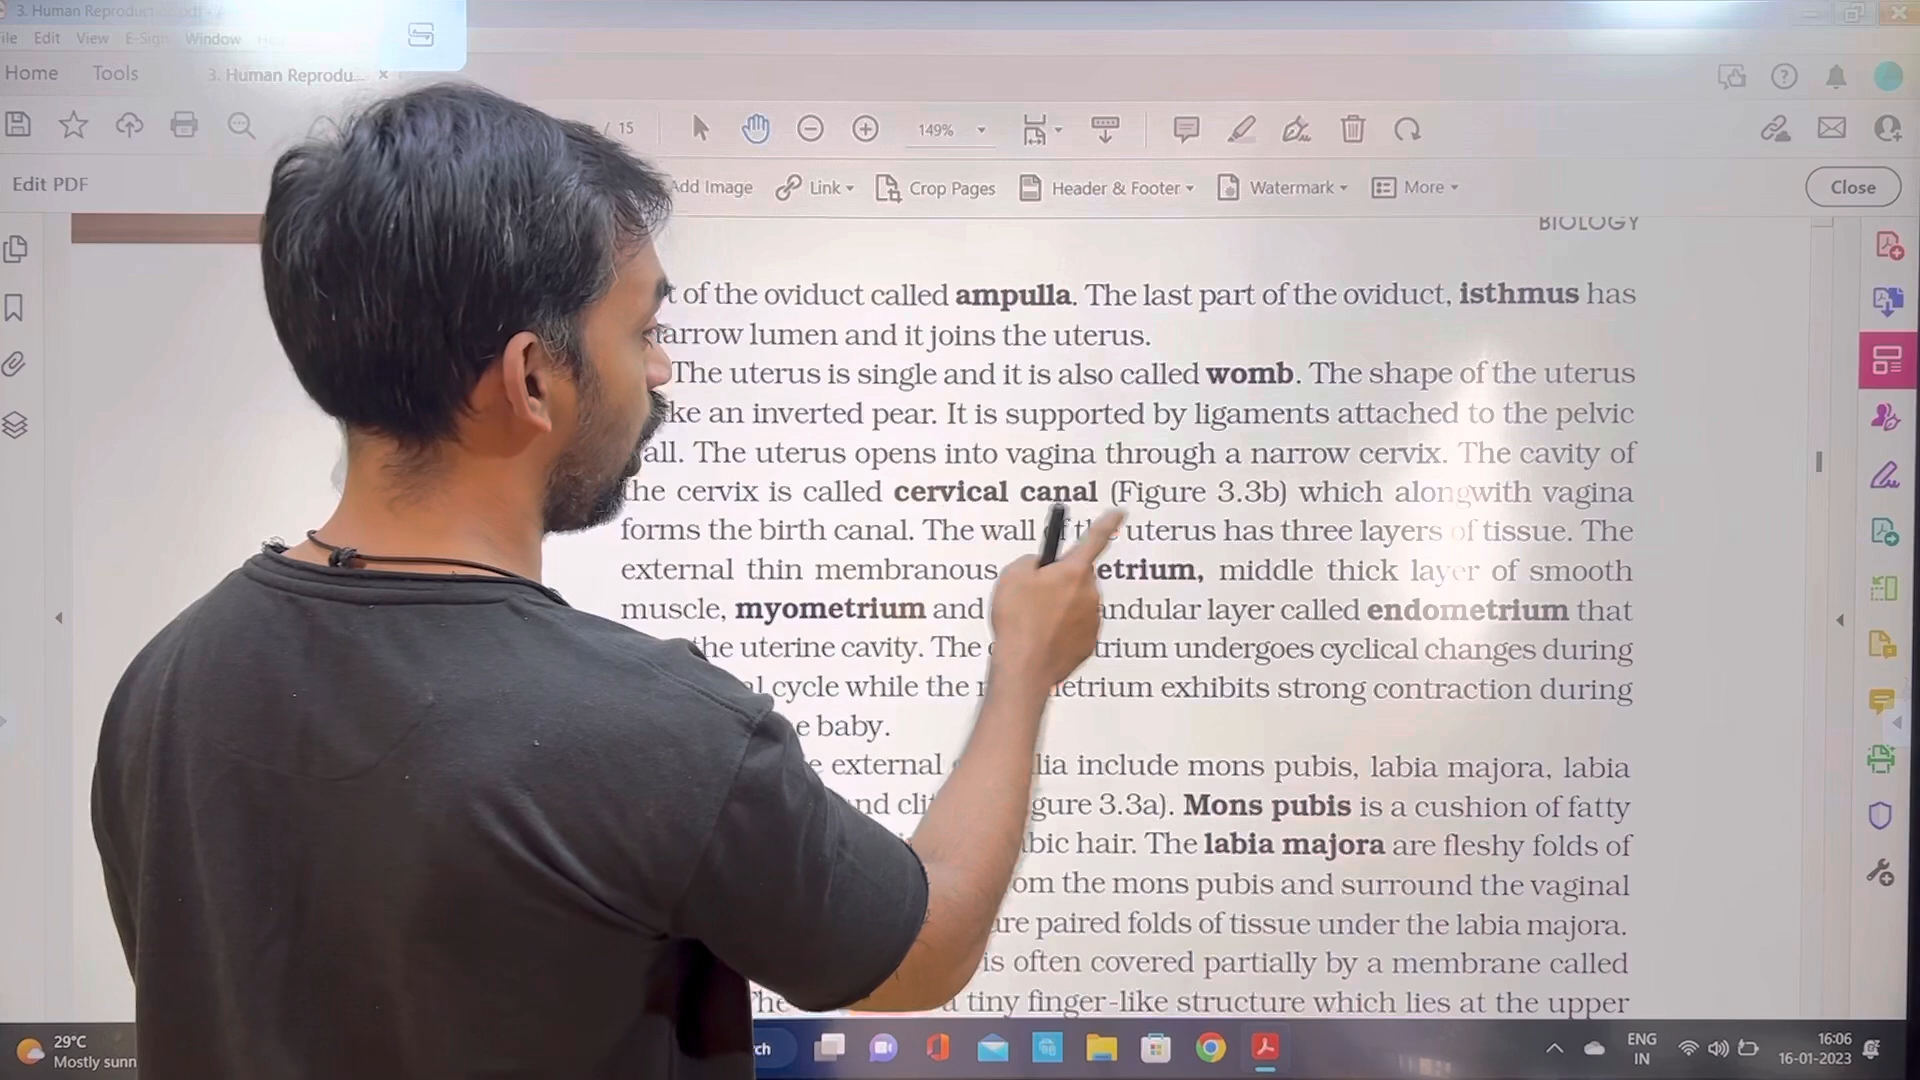 3. Human Reproduction.pdf
File Edit View E-Sign Window
Home Tools 3. Human Reprodu... ×
/ 15 149%
Edit PDF Add Image Link Crop Pages Header & Footer Watermark More Close
BIOLOGY
of the oviduct called ampulla. The last part of the oviduct, isthmus has
narrow lumen and it joins the uterus.
The uterus is single and it is also called womb. The shape of the uterus
an inverted pear. It is supported by ligaments attached to the pelvic
The uterus opens into vagina through a narrow cervix. The cavity of
the cervix is called cervical canal (Figure 3.3b) which alongwith vagina
forms the birth canal. The wall of the uterus has three layers of tissue. The
external thin membranous etrium, middle thick layer of smooth
muscle, myometrium and andular layer called endometrium that
the uterine cavity. The trium undergoes cyclical changes during
cycle while the etrium exhibits strong contraction during
baby.
external lia include mons pubis, labia majora, labia
gure 3.3a). Mons pubis is a cushion of fatty
bic hair. The labia majora are fleshy folds of
om the mons pubis and surround the vaginal
are paired folds of tissue under the labia majora.
is often covered partially by a membrane called
tiny finger-like structure which lies at the upper
29°C
Mostly sunn
ch
ENG
IN
16:06
16-01-2023